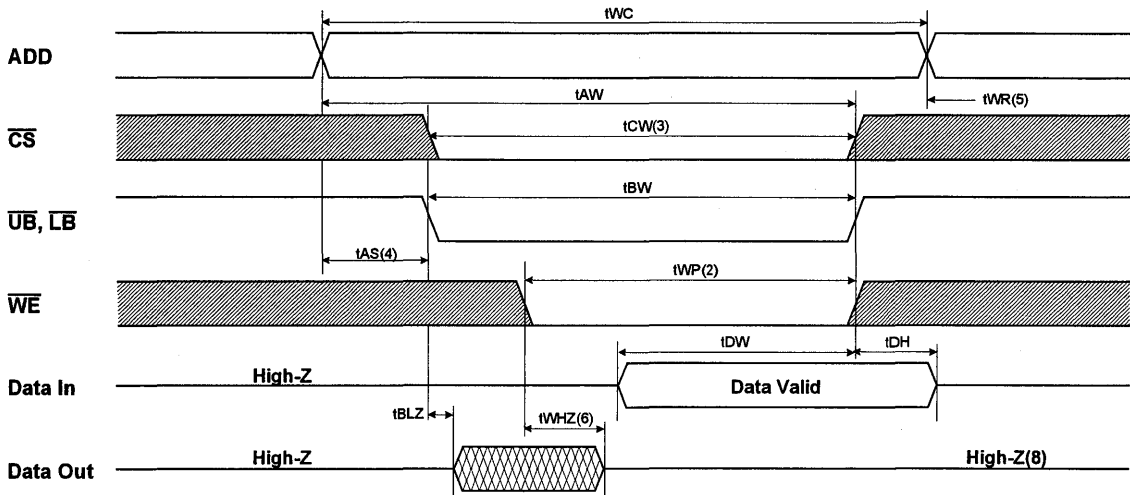 tWC
ADD
tAW
tWR(5)
CS
tCW(3)
tBW
UB, LB
tAS(4)
tWP(2)
WE
tDW
tDH
High-Z
Data In
Data Valid
tBLZ
tWHZ(6)
High-Z
High-Z(8)
Data Out